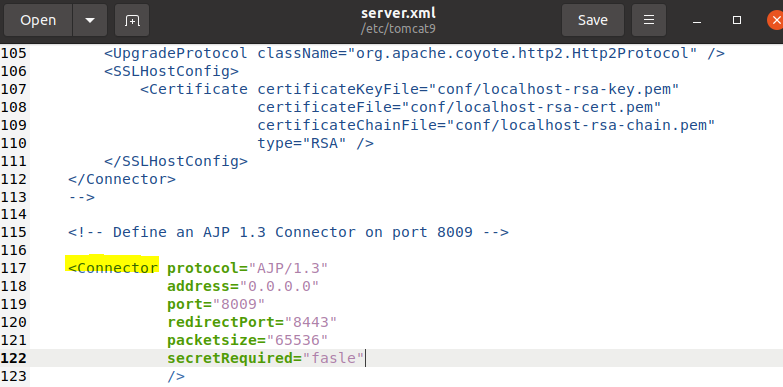 Open
server.xml
/etc/tomcat9
Save
105 <UpgradeProtocol className="org.apache.coyote.http2.Http2Protocol" />
106 <SSLHostConfig>
107 <Certificate certificateKeyFile="conf/localhost-rsa-key.pem"
108 certificateFile="conf/localhost-rsa-cert.pem"
109 certificateChainFile="conf/localhost-rsa-chain.pem"
110 type="RSA" />
111 </SSLHostConfig>
112 </Connector>
113 -->
114
115 <!-- Define an AJP 1.3 Connector on port 8009 -->
116
117 <Connector protocol="AJP/1.3"
118 address="0.0.0.0"
119 port="8009"
120 redirectPort="8443"
121 packetsize="65536"
122 secretRequired="fasle"
123 />